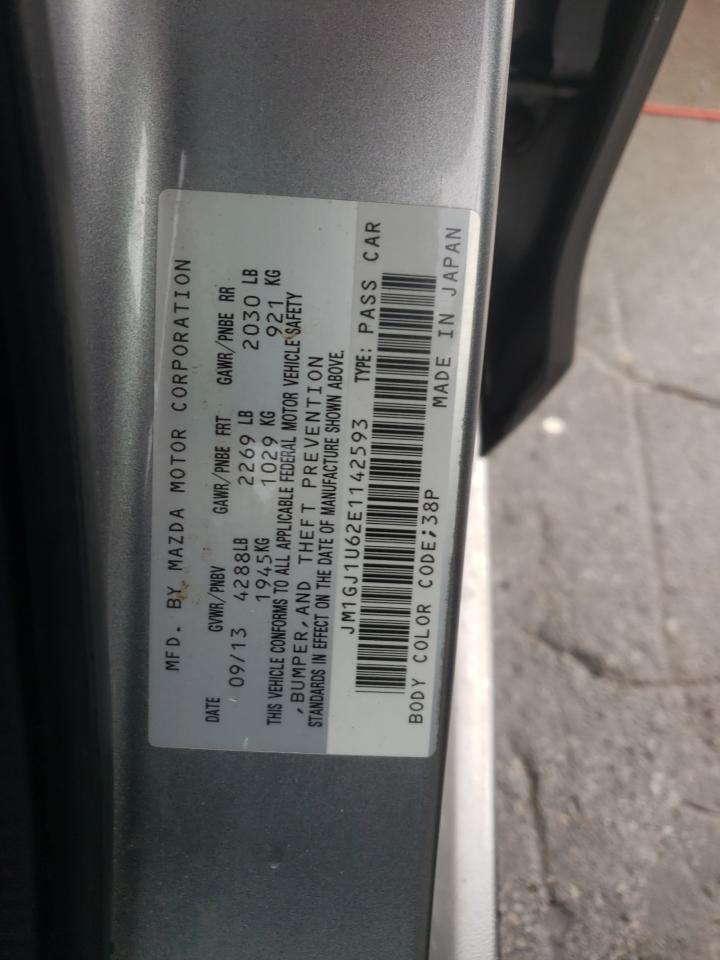 MFD. BY MAZDA MOTOR CORPORATION
DATE GVWR/PNBV GAWR/PNBE FRT GAWR/PNBE RR
09/13 4288LB 2269 LB 2030 LB
1945KG 1029 KG 921 KG
THIS VEHICLE CONFORMS TO ALL APPLICABLE FEDERAL MOTOR VEHICLE SAFETY
,BUMPER,AND THEFT PREVENTION
STANDARDS IN EFFECT ON THE DATE OF MANUFACTURE SHOWN ABOVE.
JM1GJ1U62E1142593 TYPE: PASS CAR
BODY COLOR CODE;38P MADE IN JAPAN